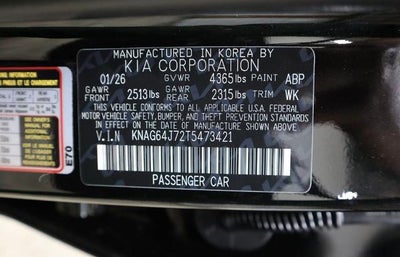 MANUFACTURED IN KOREA BY
KIA CORPORATION
01/26 GVWR 4365lbs PAINT ABP
GAWR FRONT 2513lbs GAWR REAR 2315lbs TRIM WK
THIS VEHICLE CONFORMS TO ALL APPLICABLE U.S.A. FEDERAL
MOTOR VEHICLE SAFETY, BUMPER, AND THEFT PREVENTION STANDARDS
IN EFFECT ON THE DATE OF MANUFACTURE SHOWN ABOVE.
V.I.N KNAG64J72T5473421
PASSENGER CAR
E70